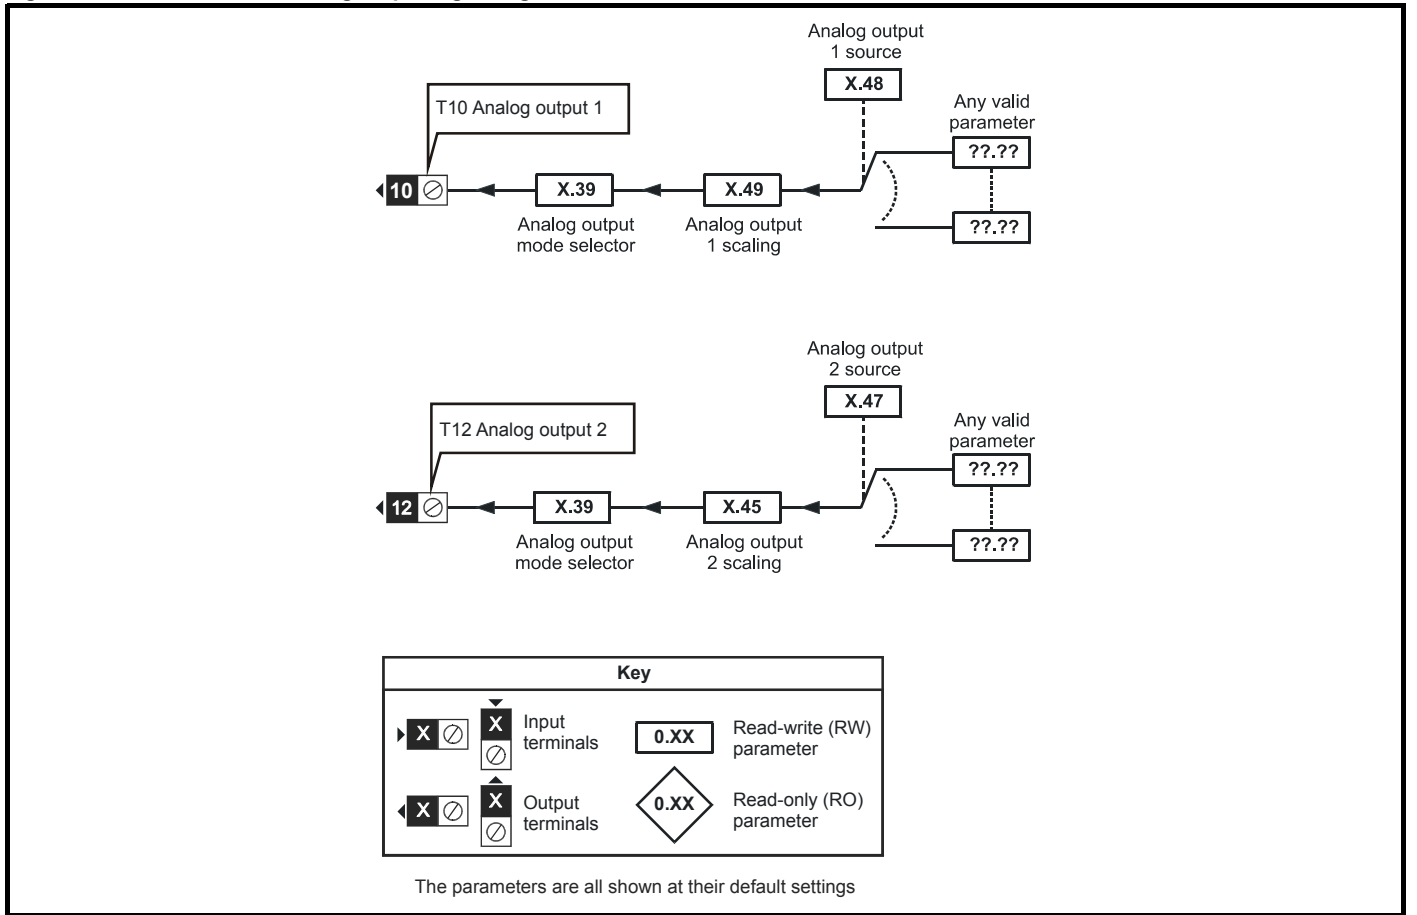 Analog output
1 source
X.48
Any valid
parameter
T10 Analog output 1
??.??
10
X.39
X.49
Analog output
mode selector
Analog output
1 scaling
??.??
Analog output
2 source
X.47
Any valid
parameter
T12 Analog output 2
??.??
12
X.39
X.45
Analog output
mode selector
Analog output
2 scaling
??.??
Key
X
X
Input
terminals
0.XX
Read-write (RW)
parameter
X
X
Output
terminals
0.XX
Read-only (RO)
parameter
The parameters are all shown at their default settings